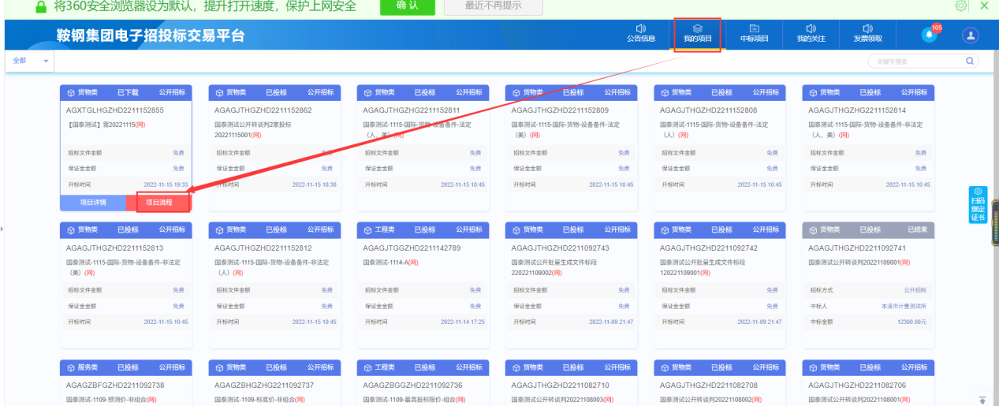 将360安全浏览器设为默认，提升打开速度，保护上网安全 确认 最近不再提示
鞍钢集团电子招投标交易平台 公告信息 我的项目 中标项目 我的关注 发票领取 105
全部 关键字搜索
货物类 已下载 公开招标
AGXTGLHGZHD2211152855
【国泰测试】雷20221115(网)
招标文件金额 免费
保证金金额 免费
开标时间 2022-11-15 19:33
项目详情 项目流程
货物类 已投标 公开招标
AGAGJTHGZHD2211152862
国泰测试公开转谈判2家投标
20221115001(网)
招标文件金额 免费
保证金金额 免费
开标时间 2022-11-15 18:30
货物类 已投标 公开招标
AGAGJTHGZHG2211152811
国泰测试-1115-国际-货物-设备备件-法定
（人、美）(网)
招标文件金额 免费
保证金金额 免费
开标时间 2022-11-15 10:45
货物类 已投标 公开招标
AGAGJTHGZHD2211152809
国泰测试-1115-国际-货物-设备备件-法定
（美）(网)
招标文件金额 免费
保证金金额 免费
开标时间 2022-11-15 10:45
货物类 已投标 公开招标
AGAGJTHGZHD2211152808
国泰测试-1115-国际-货物-设备备件-法定
（人）(网)
招标文件金额 免费
保证金金额 免费
开标时间 2022-11-15 10:45
货物类 已投标 公开招标
AGAGJTHGZHD2211152814
国泰测试-1115-国际-货物-设备备件-非法定
（人、美）(网)
招标文件金额 免费
保证金金额 免费
开标时间 2022-11-15 10:45
扫码
绑定
证书
货物类 已投标 公开招标
AGAGJTHGZHD2211152813
国泰测试-1115-国际-货物-设备备件-非法定
（美）(网)
招标文件金额 免费
保证金金额 免费
开标时间 2022-11-15 10:45
货物类 已投标 公开招标
AGAGJTHGZHD2211152812
国泰测试-1115-国际-货物-设备备件-非法定
（人）(网)
招标文件金额 免费
保证金金额 免费
开标时间 2022-11-15 10:45
工程类 已投标 公开招标
AGAGJTGGZHD2211142789
国泰测试-1114-A(网)
招标文件金额 免费
保证金金额 免费
开标时间 2022-11-14 17:25
货物类 已投标 公开招标
AGAGJTHGZHD2211092743
国泰测试公开批量生成文件标段
220221109002(网)
招标文件金额 免费
保证金金额 免费
开标时间 2022-11-09 21:47
货物类 已投标 公开招标
AGAGJTHGZHD2211092742
国泰测试公开批量生成文件标段
120221109001(网)
招标文件金额 免费
保证金金额 免费
开标时间 2022-11-09 21:47
货物类 已投标 已结束
AGAGJTHGZHD2211092741
国泰测试公开转谈判20221109001(网)
招标方式 公开招标
中标人 本溪市计量测试所
中标金额 12300.00元
服务类 已投标 公开招标
AGAGZBFGZHD2211092738
国泰测试-1109-预测价-非组合(网)
货物类 已投标 公开招标
AGAGZBHGZHG2211092737
国泰测试-1109-标底价-非组合(网)
工程类 已投标 公开招标
AGAGZBGGZHD2211092736
国泰测试-1109-最高投标限价-组合(网)
货物类 已投标 公开招标
AGAGJTHGZHD2211082710
国泰测试公开转谈判20221108003(网)
货物类 已投标 公开招标
AGAGJTHGZHD2211082708
国泰测试公开转谈判20221108002(网)
货物类 已投标 公开招标
AGAGJTHGZHD2211082706
国泰测试公开转谈判20221108001(网)